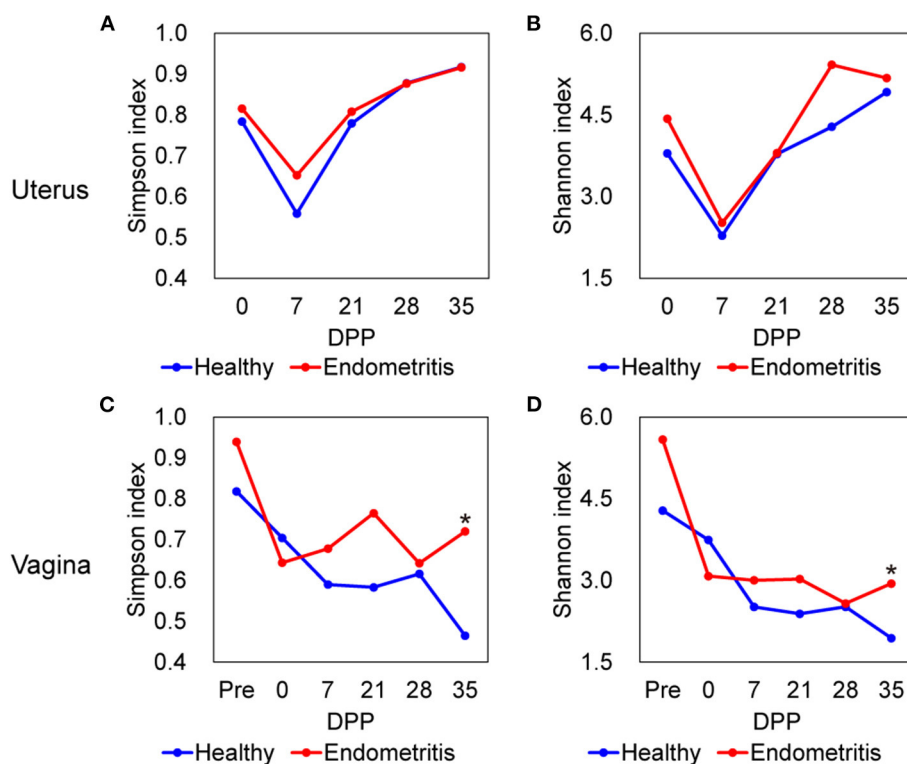 A
Simpson index
1.0
0.9
0.8
0.7
0.6
0.5
0.4
0 7 21 28 35
DPP
Healthy Endometritis
B
Shannon index
6.0
4.5
3.0
1.5
0 7 21 28 35
DPP
Healthy Endometritis
Uterus
C
Simpson index
1.0
0.9
0.8
0.7
0.6
0.5
0.4
*
Pre 0 7 21 28 35
DPP
Healthy Endometritis
D
Shannon index
6.0
4.5
3.0
1.5
*
Pre 0 7 21 28 35
DPP
Healthy Endometritis
Vagina